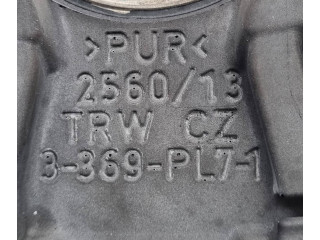 >PUR<
2560/13
TRW CZ
3-369-PL7-1